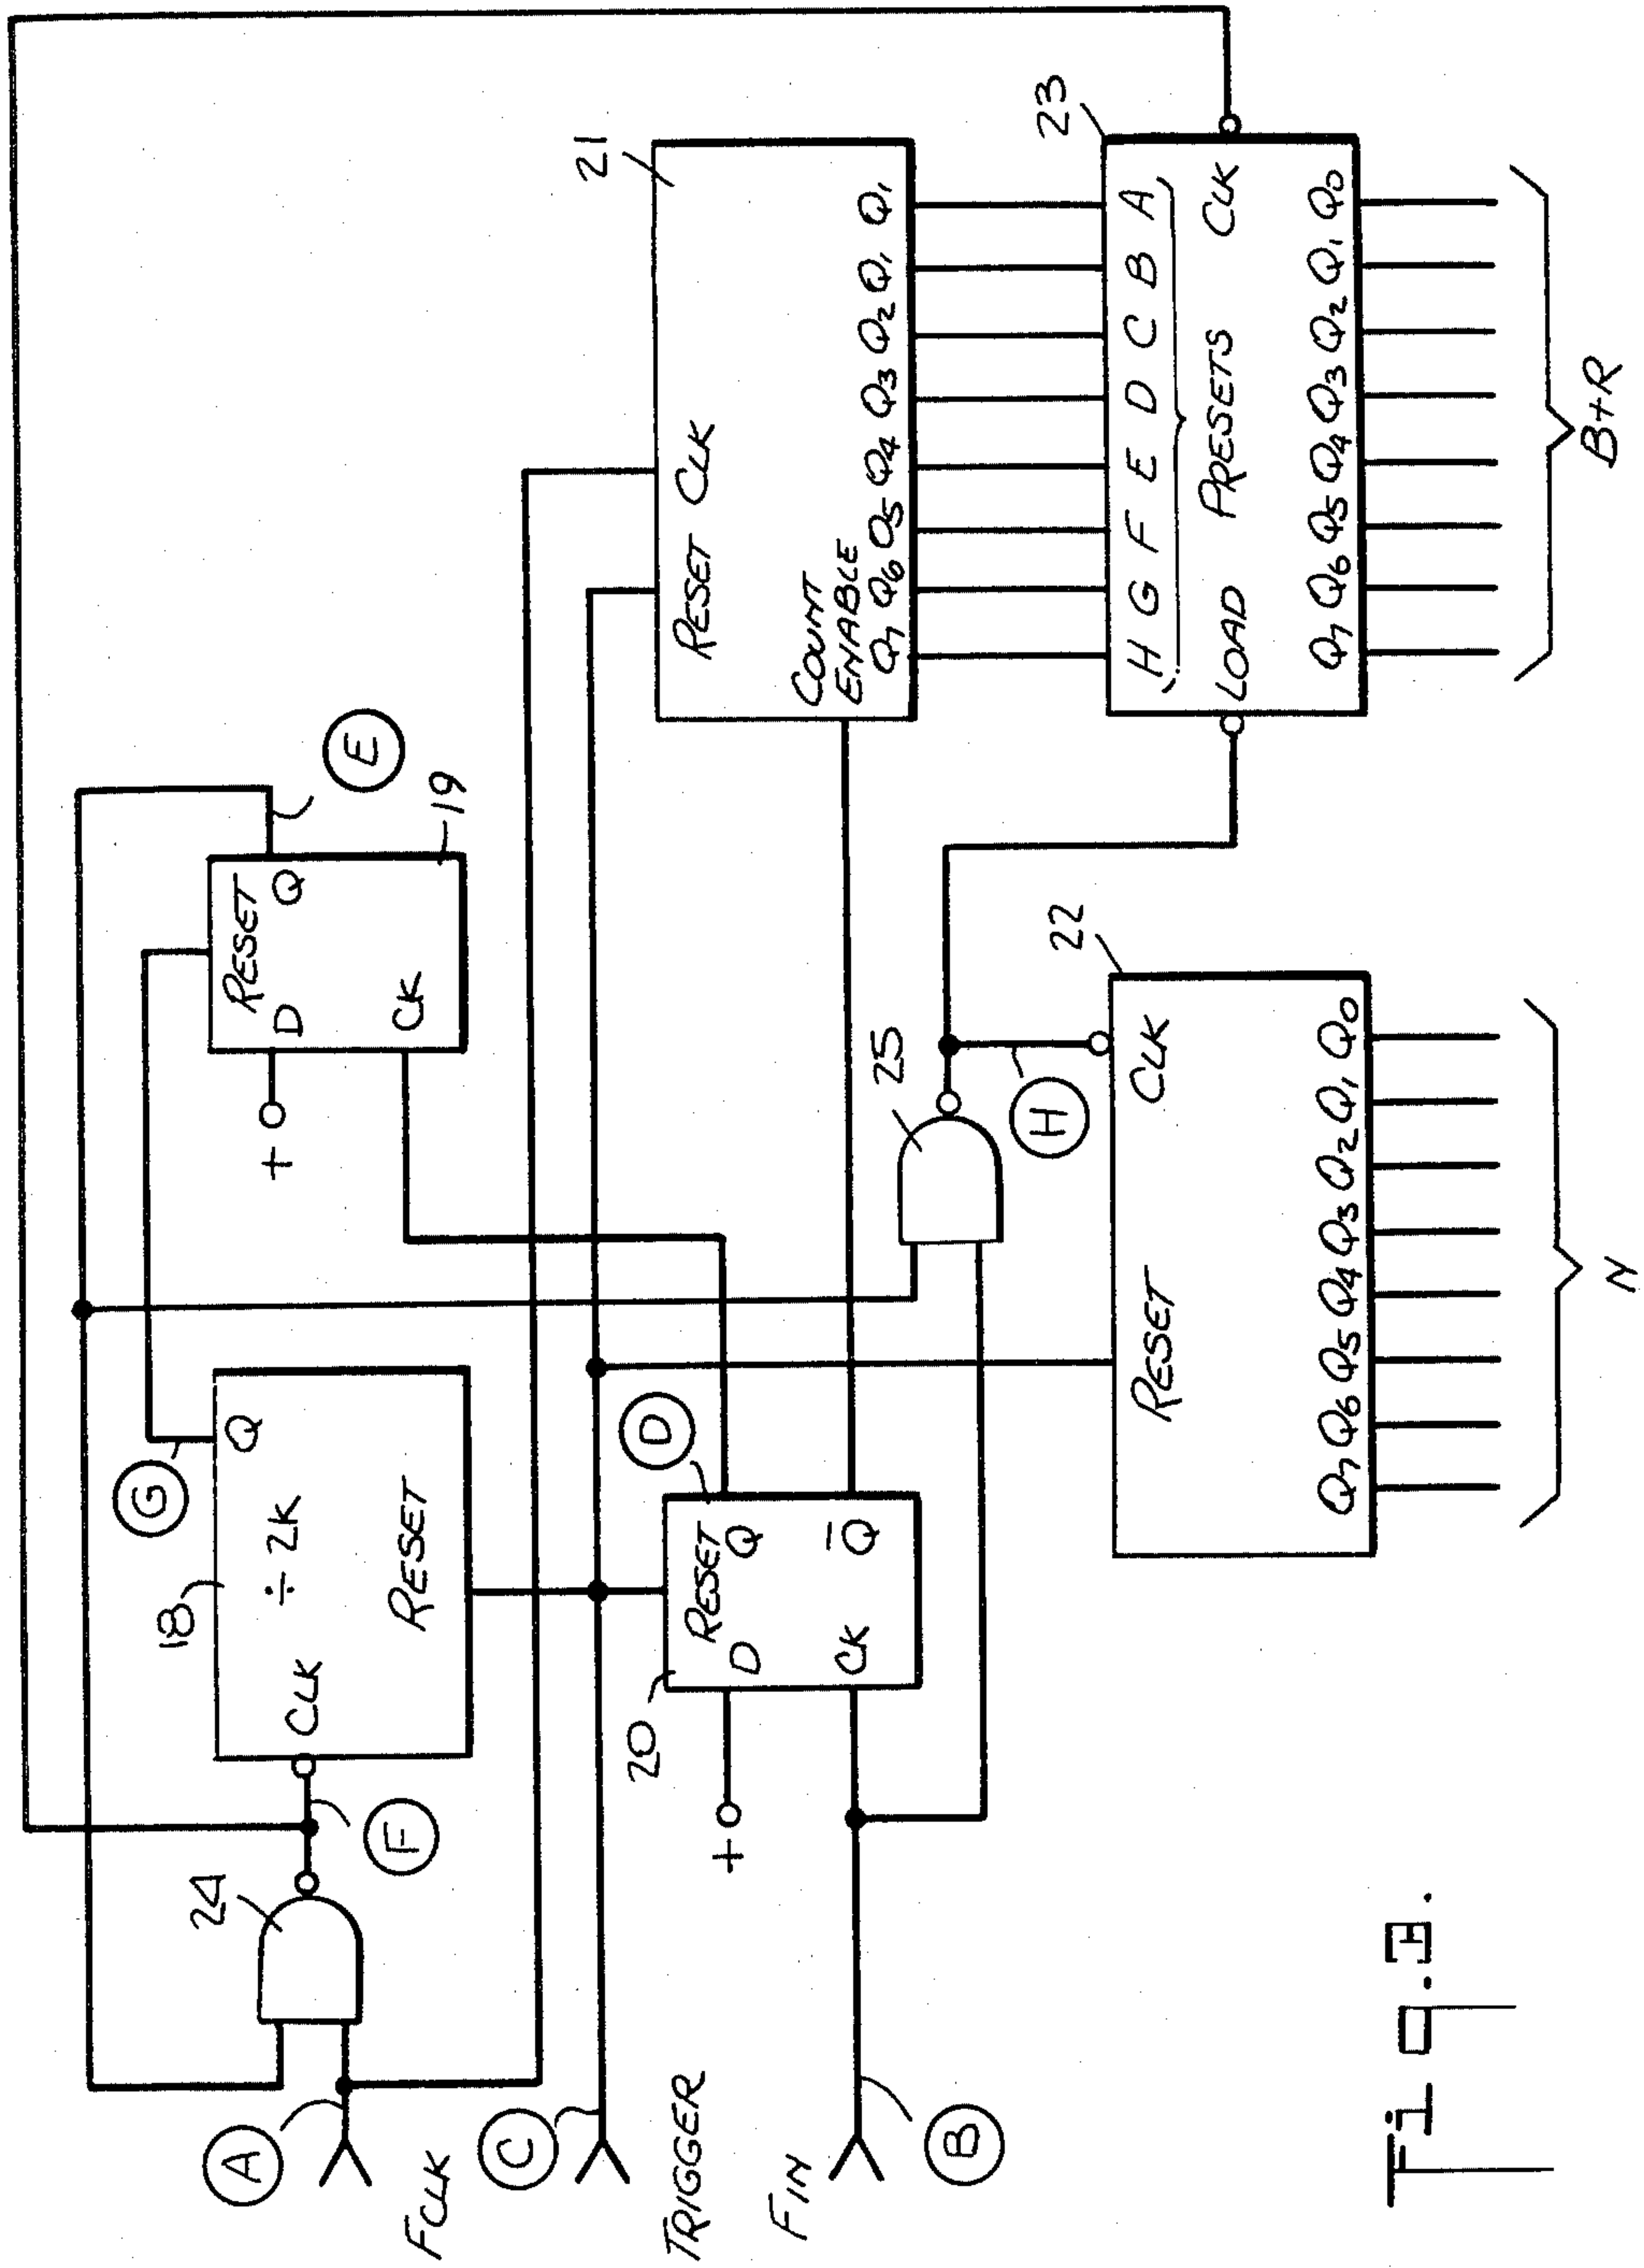 A
FCLK
C
TRIGGER
FIN
B
24
F
18
CLK
÷ 2K
Q
RESET
G
+
D
RESET
Q
CK
19
E
20
+
RESET
D
Q
CK
Q̅
D
25
H
21
RESET CLK
COUNT
ENABLE
Q7 Q6 Q5 Q4 Q3 Q2 Q1 Q1
22
RESET
CLK
Q7 Q6 Q5 Q4 Q3 Q2 Q1 Q0
N
23
H G F E D C B A
LOAD PRESETS CLK
Q7 Q6 Q5 Q4 Q3 Q2 Q1 Q0
B+R
Fig.3.